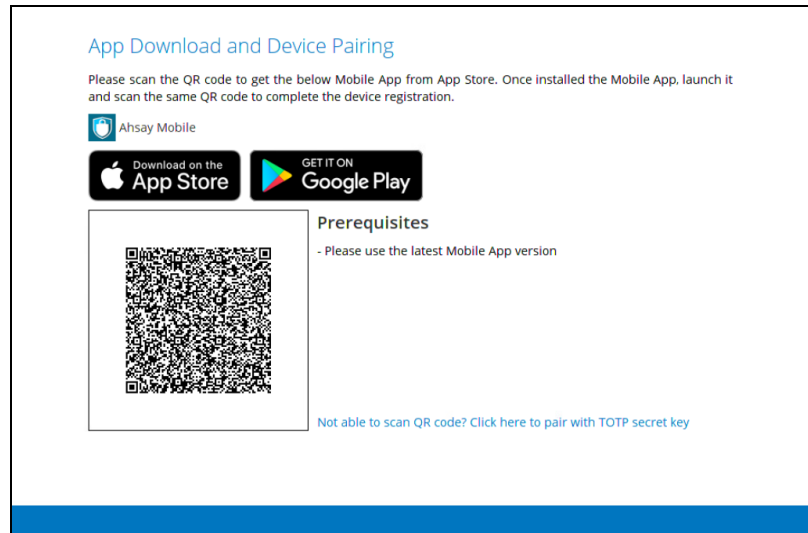 App Download and Device Pairing
Please scan the QR code to get the below Mobile App from App Store. Once installed the Mobile App, launch it
and scan the same QR code to complete the device registration.
Ahsay Mobile
Download on the
App Store
GET IT ON
Google Play
Prerequisites
- Please use the latest Mobile App version
Not able to scan QR code? Click here to pair with TOTP secret key